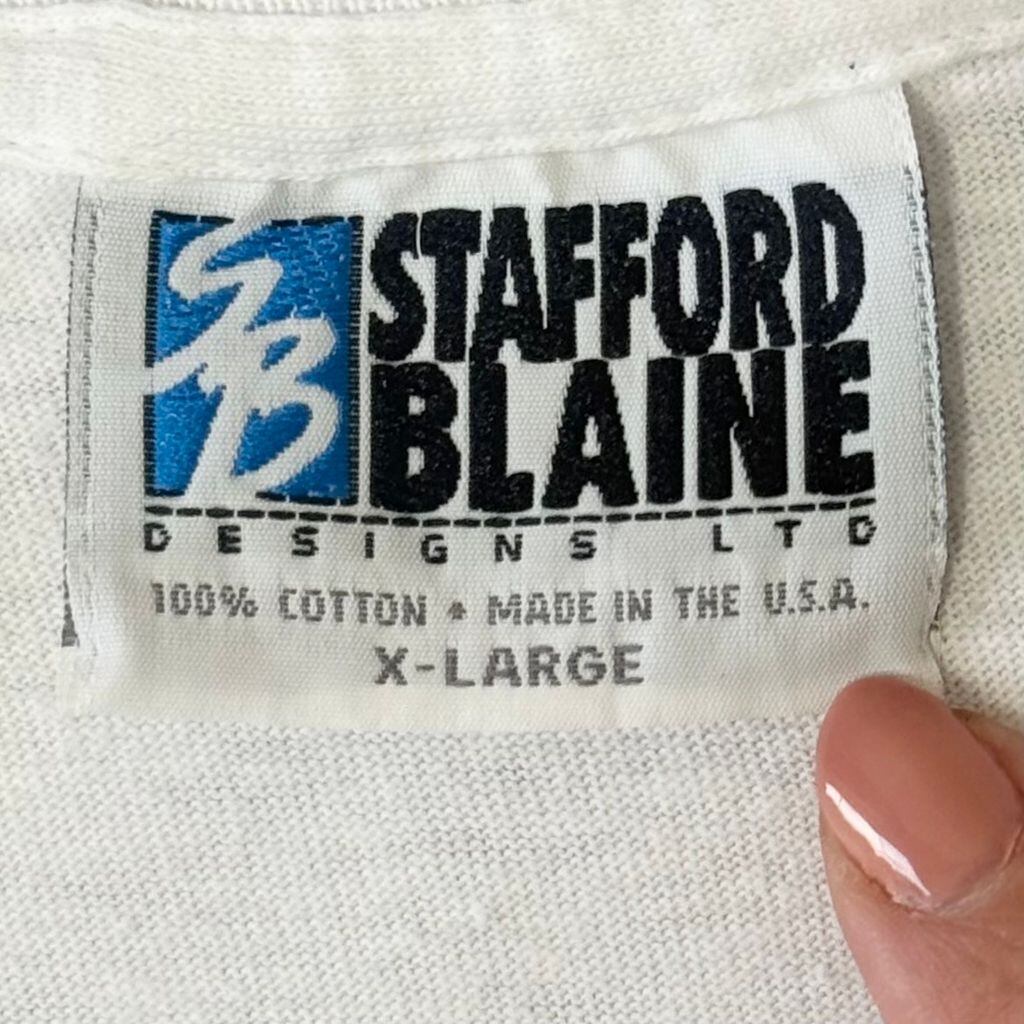 SB
STAFFORD
BLAINE
DESIGNS LTD
100% COTTON • MADE IN THE U.S.A.
X-LARGE